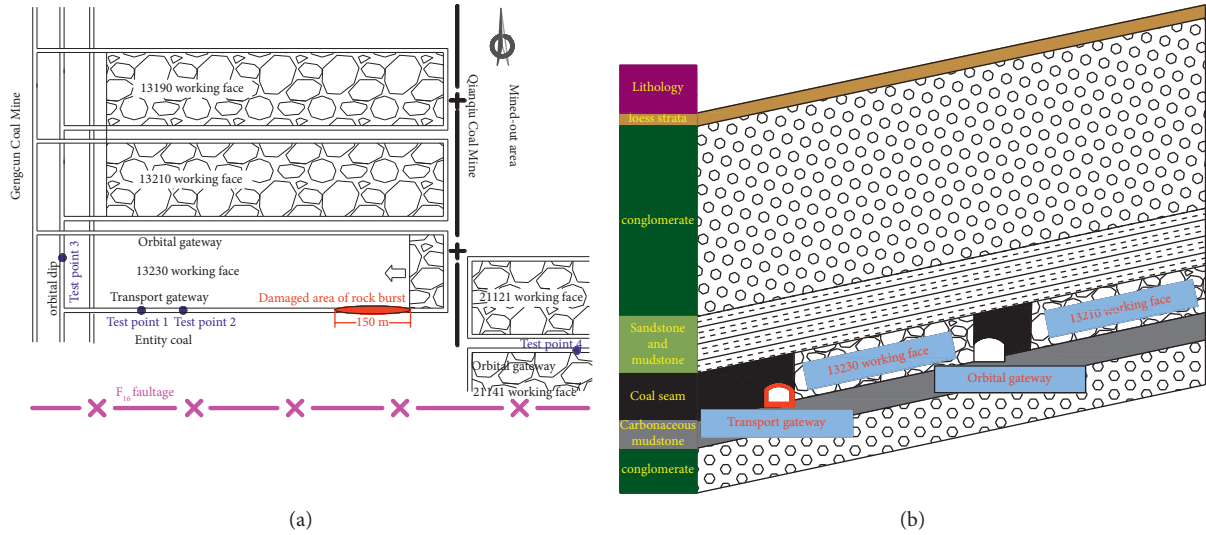 Gengcun Coal Mine
13190 working face
13210 working face
Qianqiu Coal Mine
Mined-out area
Orbital gateway
13230 working face
orbital dip
Test point 3
Transport gateway
Test point 1
Test point 2
Entity coal
Damaged area of rock burst
150 m
21121 working face
Test point 4
Orbital gateway
21141 working face
F16 faultage
(a)
Lithology
loess strata
conglomerate
Sandstone
and
mudstone
Coal seam
Carbonaceous
mudstone
conglomerate
13210 working face
13230 working face
Orbital gateway
Transport gateway
(b)